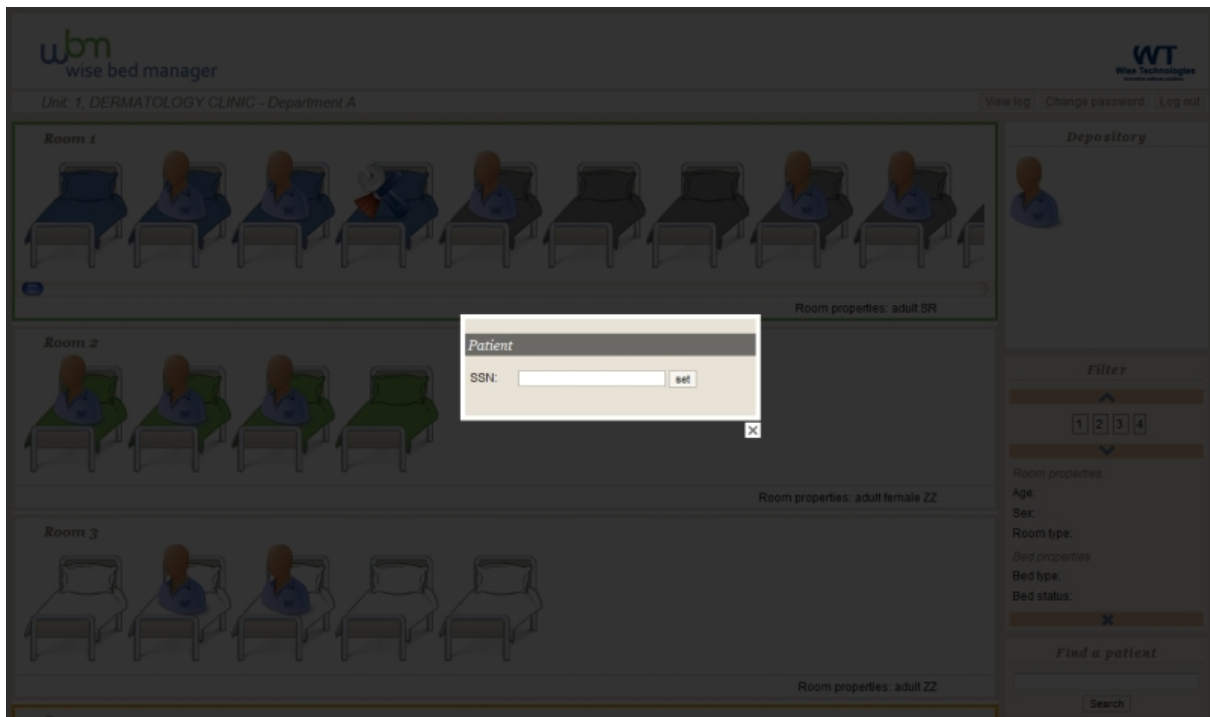 wbm
wise bed manager
WT
Wise Technologies
Unit: 1, DERMATOLOGY CLINIC - Department A
View log Change password Log out
Room 1
Depository
Room properties: adult SR
Room 2
Patient
SSN: set
Filter
1 2 3 4
Room properties
Age:
Sex:
Room type:
Bed properties
Bed type:
Bed status:
Room properties: adult female ZZ
Room 3
Find a patient
Room properties: adult ZZ
Search